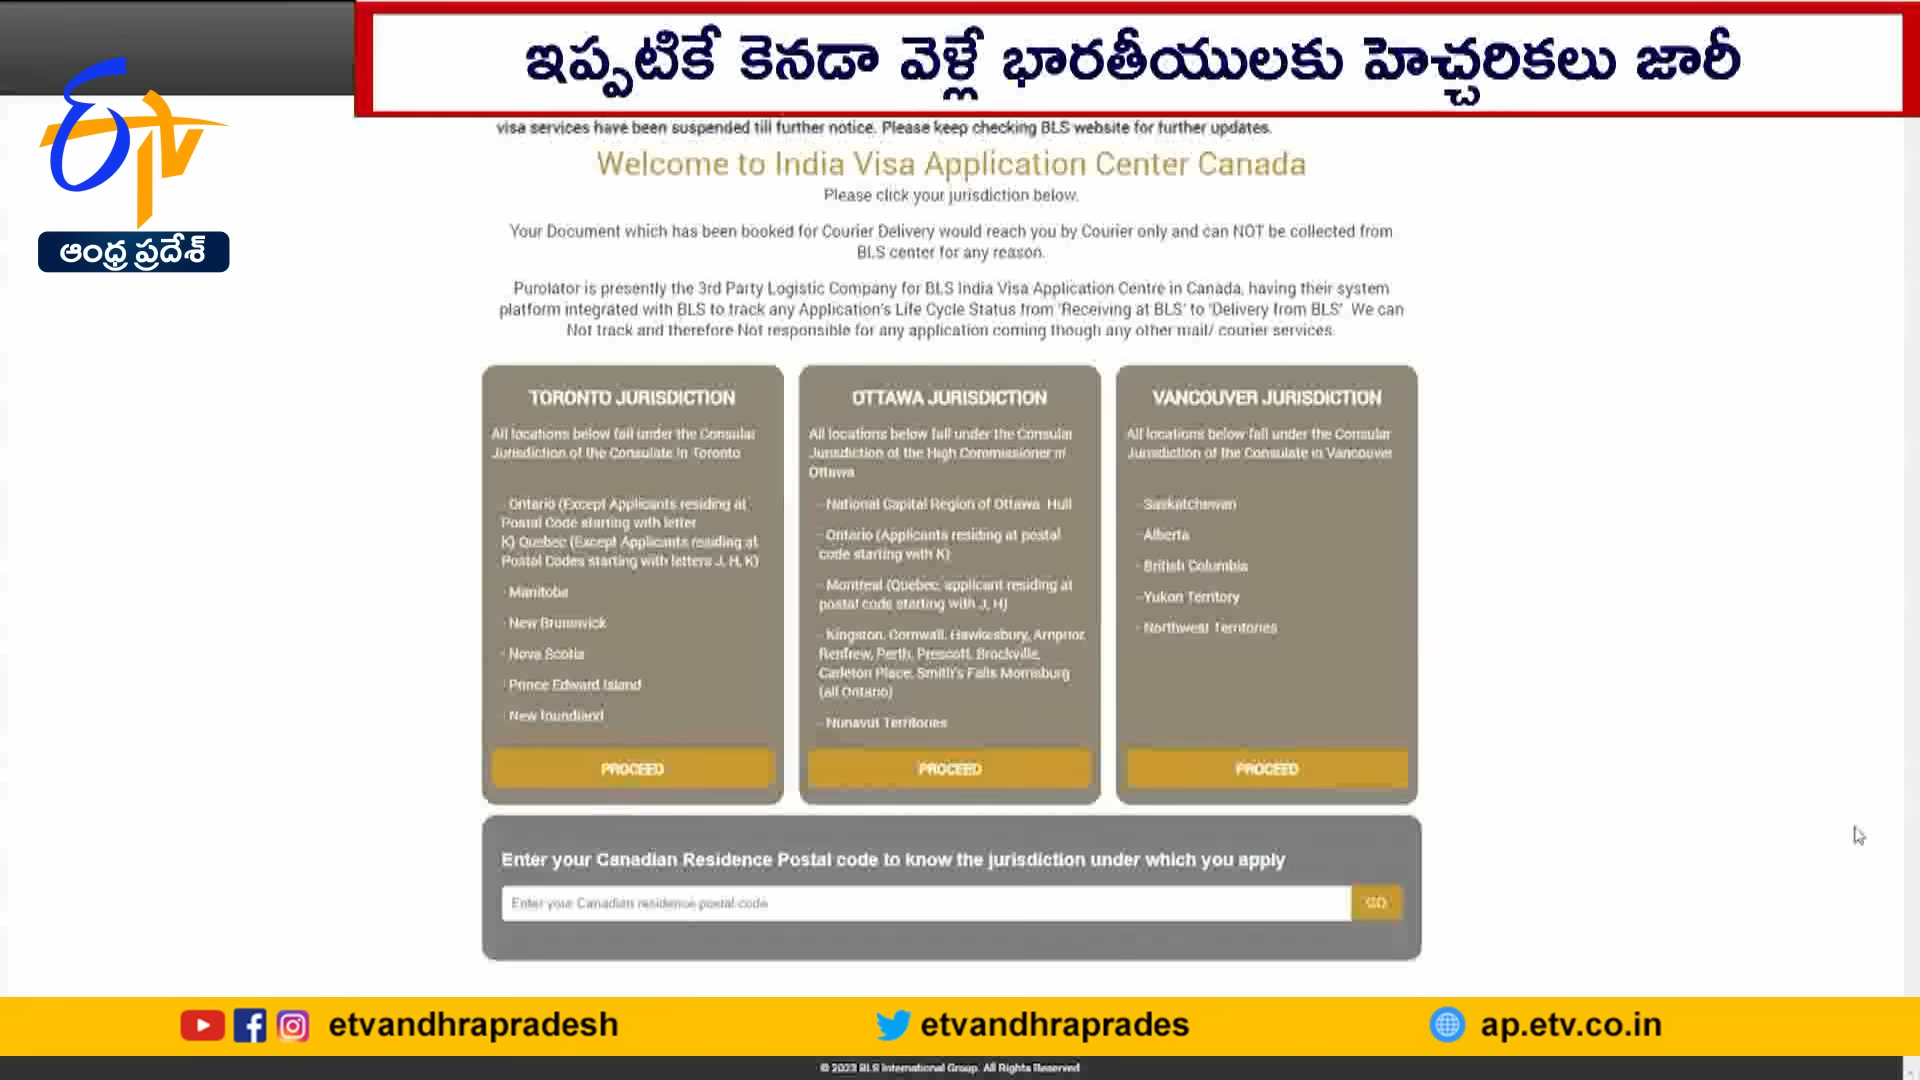 ఇప్పటికే కెనడా వెళ్లే భారతీయులకు హెచ్చరికలు జారీ
ETV
ఆంధ్ర ప్రదేశ్
visa services have been suspended till further notice. Please keep checking BLS website for further updates.
Welcome to India Visa Application Center Canada
Please click your jurisdiction below.
Your Document which has been booked for Courier Delivery would reach you by Courier only and can NOT be collected from
BLS center for any reason.
Purolator is presently the 3rd Party Logistic Company for BLS India Visa Application Centre in Canada, having their system
platform integrated with BLS to track any Application's Life Cycle Status from 'Receiving at BLS' to 'Delivery from BLS'. We can
Not track and therefore Not responsible for any application coming though any other mail/ courier services.
TORONTO JURISDICTION
All locations below fall under the Consular
Jurisdiction of the Consulate in Toronto
- Ontario (Except Applicants residing at
Postal Code starting with letter
K) Quebec (Except Applicants residing at
Postal Codes starting with letters J, H, K)
- Manitoba
- New Brunswick
- Nova Scotia
- Prince Edward Island
- New foundland
PROCEED
OTTAWA JURISDICTION
All locations below fall under the Consular
Jurisdiction of the High Commissioner in
Ottawa
- National Capital Region of Ottawa Hull
- Ontario (Applicants residing at postal
code starting with K)
- Montreal (Quebec, applicant residing at
postal code starting with J, H)
- Kingston, Cornwall, Hawkesbury, Arnprior,
Renfrew, Perth, Prescott, Brockville,
Carleton Place, Smith's Falls Morrisburg
(all Ontario)
- Nunavut Territories
PROCEED
VANCOUVER JURISDICTION
All locations below fall under the Consular
Jurisdiction of the Consulate in Vancouver
- Saskatchewan
- Alberta
- British Columbia
- Yukon Territory
- Northwest Territories
PROCEED
Enter your Canadian Residence Postal code to know the jurisdiction under which you apply
Enter your Canadian residence postal code
GO
etvandhrapradesh
etvandhraprades
ap.etv.co.in
© 2023 BLS International Group. All Rights Reserved